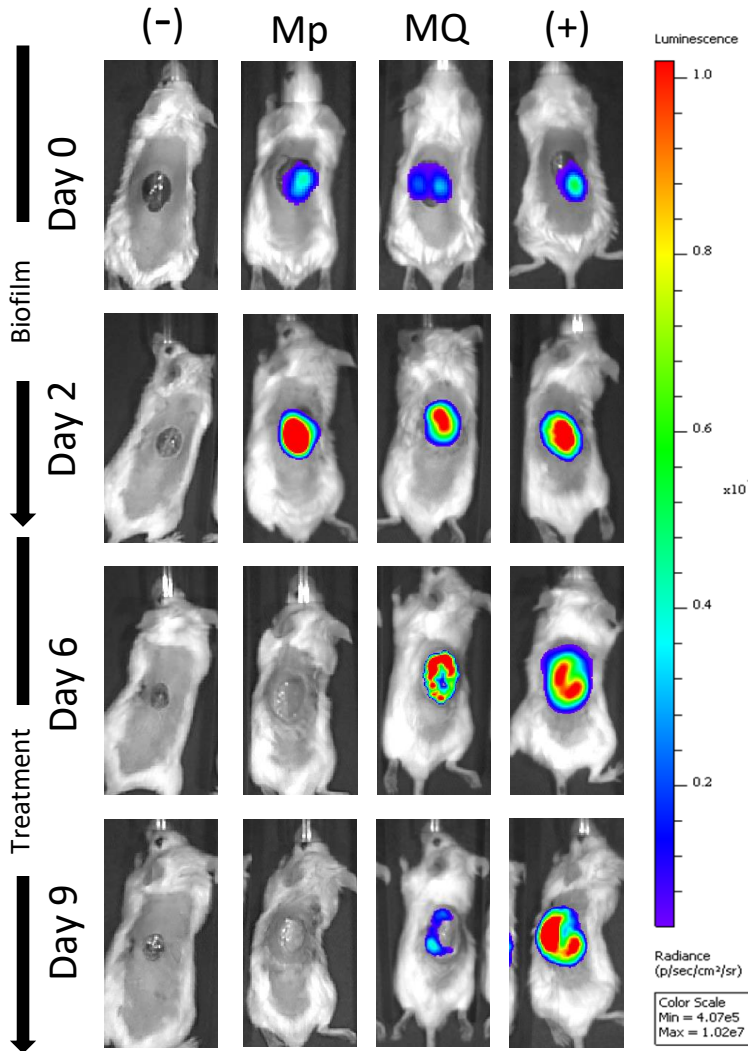 (-) Mp MQ (+)
Day 0
Biofilm
Day 2
Day 6
Treatment
Day 9
Luminescence
1.0
0.8
0.6
x10
0.4
0.2
Radiance
(p/sec/cm²/sr)
Color Scale
Min = 4.07e5
Max = 1.02e7